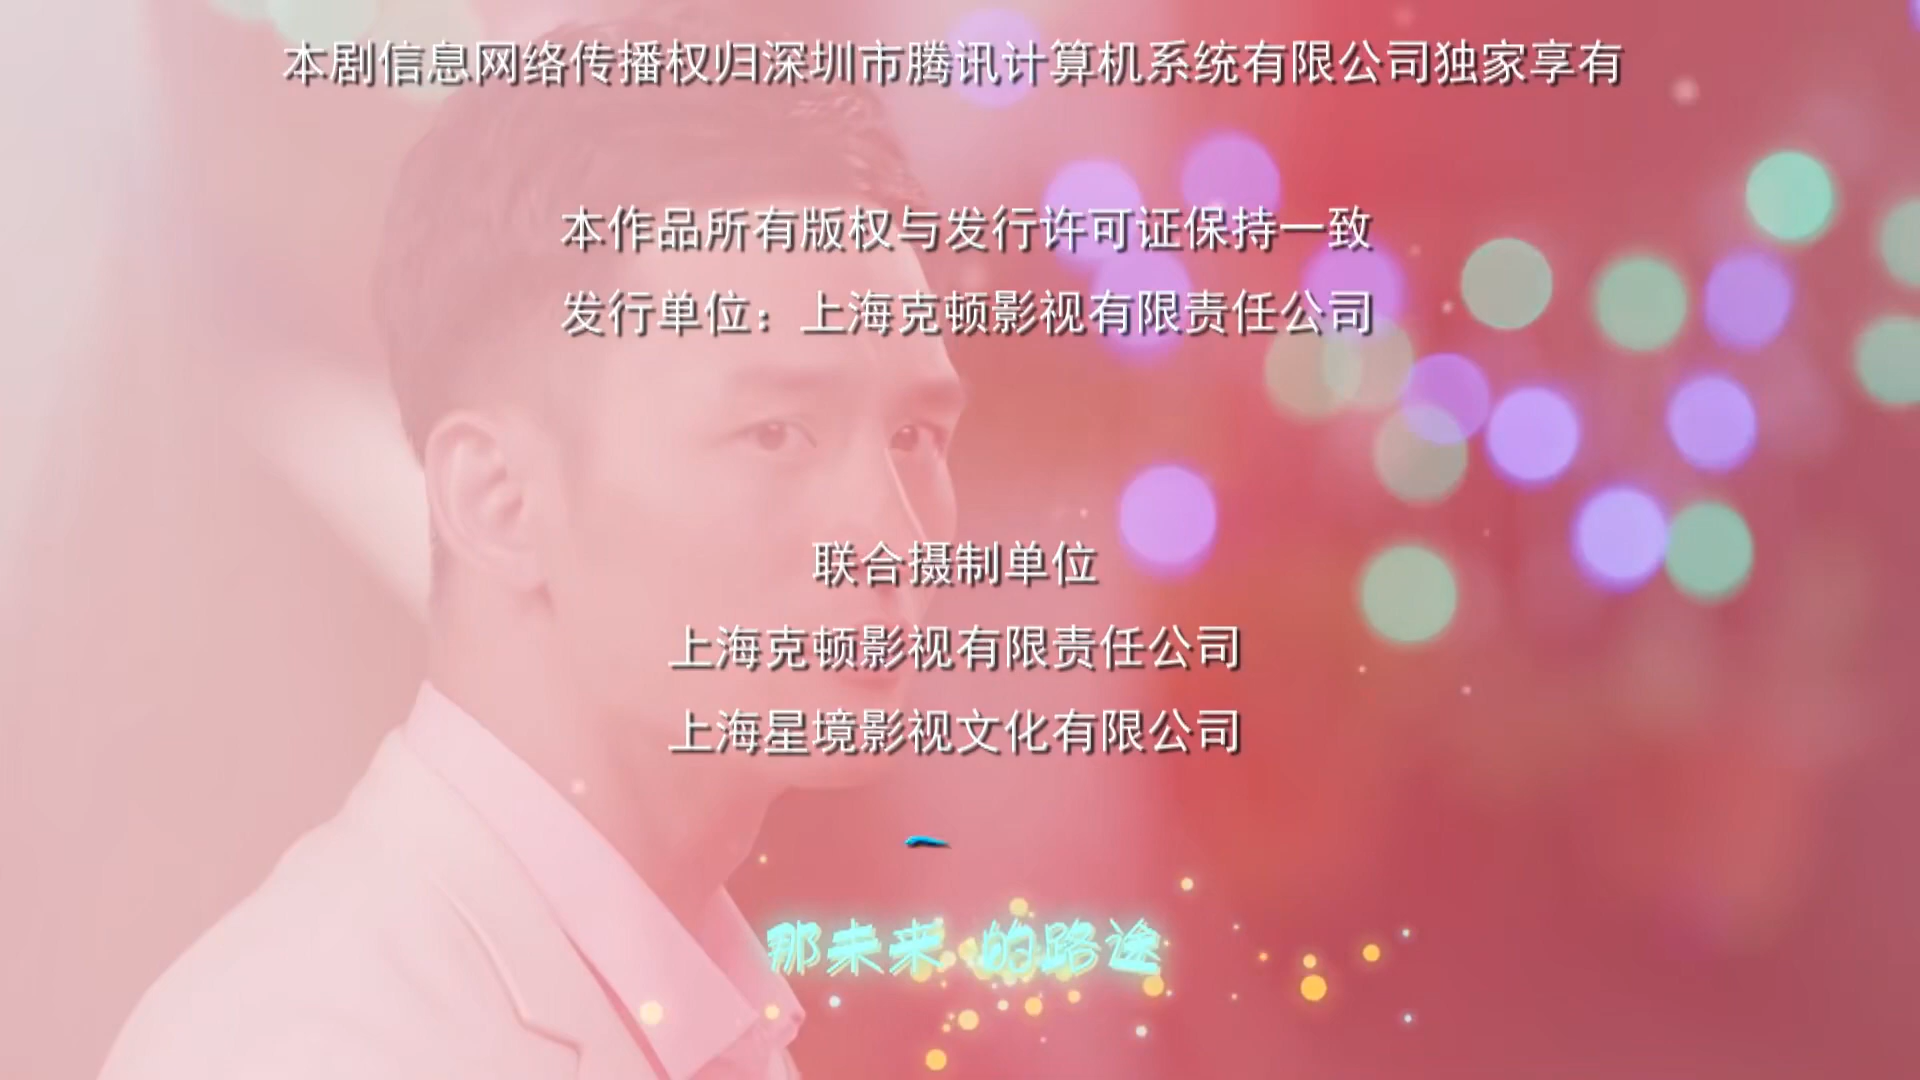 本剧信息网络传播权归深圳市腾讯计算机系统有限公司独家享有
本作品所有版权与发行许可证保持一致
发行单位：上海克顿影视有限责任公司
联合摄制单位
上海克顿影视有限责任公司
上海星境影视文化有限公司
那未来 的路途